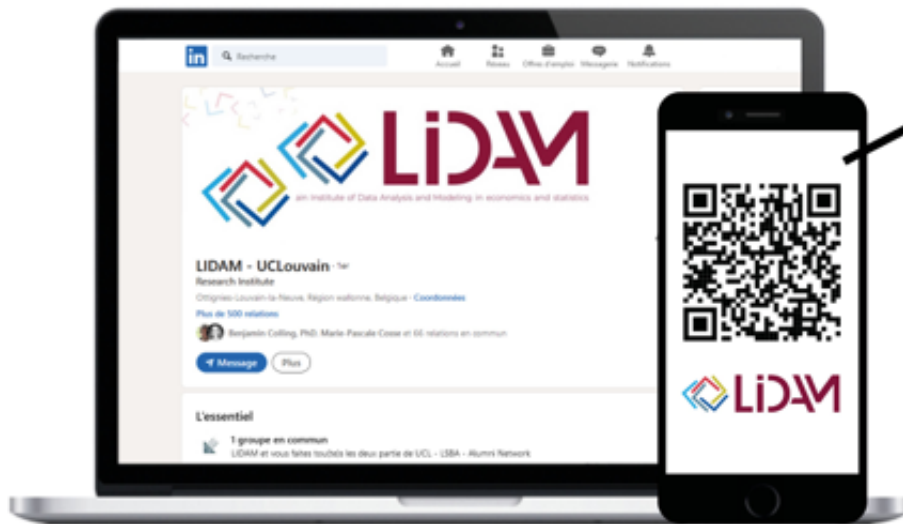 in
Recherche
Accueil Réseau Offres d'emploi Messagerie Notifications
LiDAM
ain Institute of Data Analysis and Modeling in economics and statistics
LIDAM - UCLouvain · 1er
Research Institute
Ottignies-Louvain-la-Neuve, Région wallonne, Belgique · Coordonnées
Plus de 500 relations
Benjamin Colling, PhD, Marie-Pascale Cosse et 66 relations en commun
Message Plus
L'essentiel
1 groupe en commun
LIDAM et vous faites tou(te)s les deux partie de UCL - LSBA - Alumni Network
LiDAM